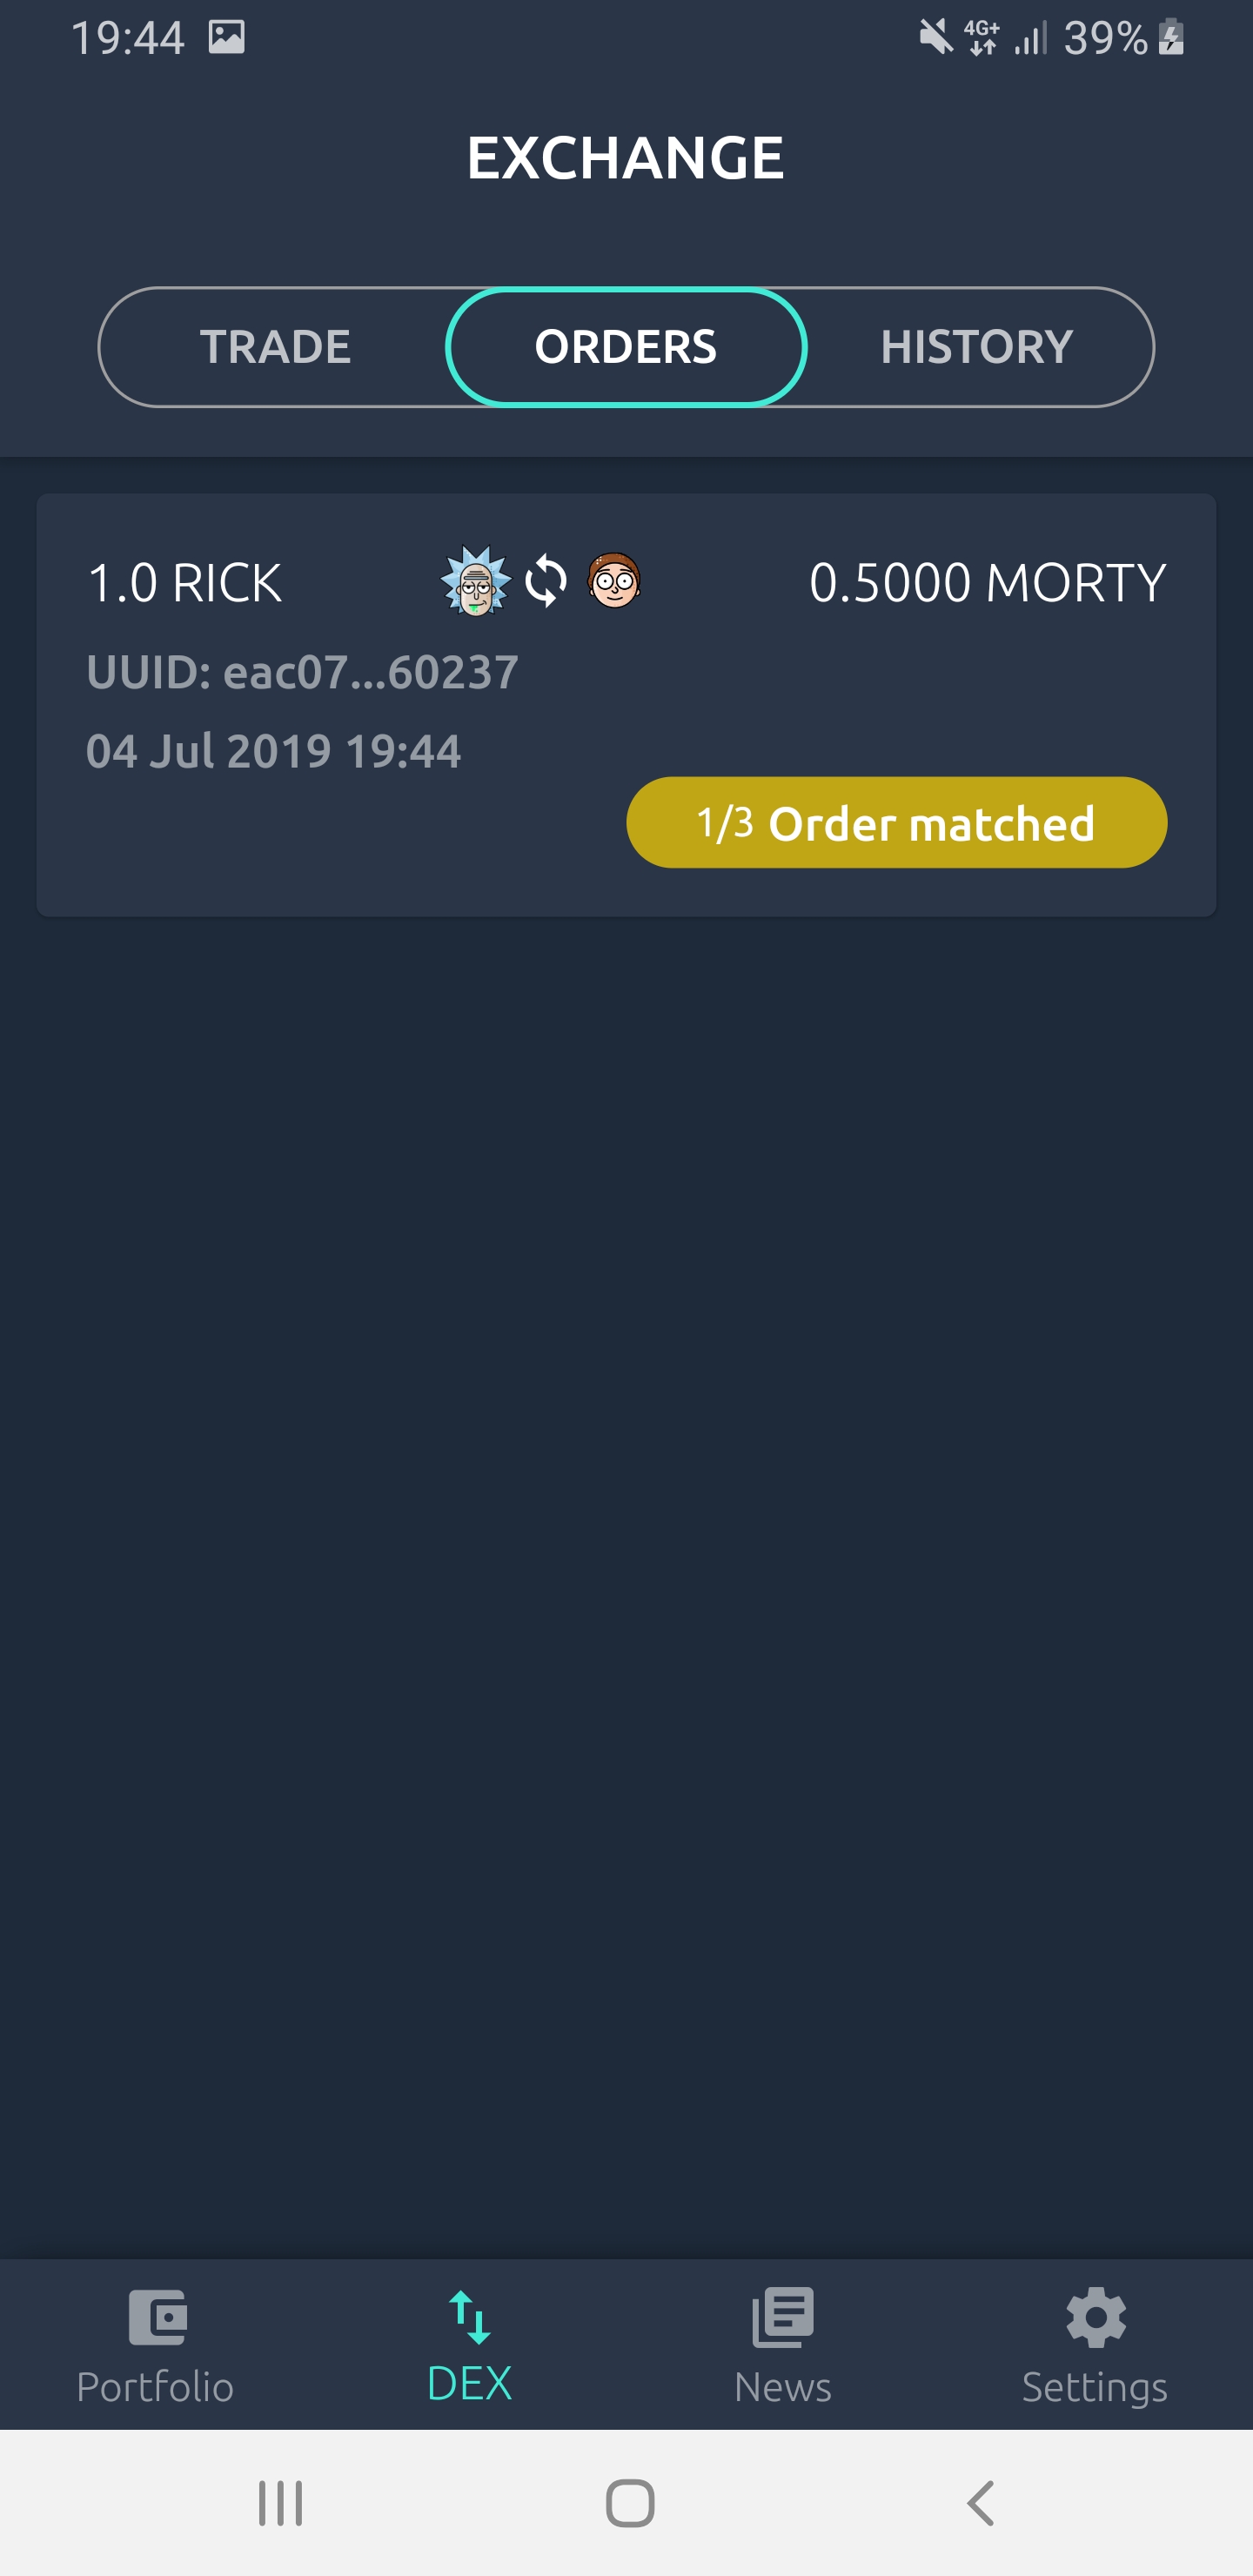 19:44 4G+ 39%
EXCHANGE
TRADE ORDERS HISTORY
1.0 RICK 0.5000 MORTY
UUID: eac07...60237
04 Jul 2019 19:44
1/3 Order matched
Portfolio DEX News Settings